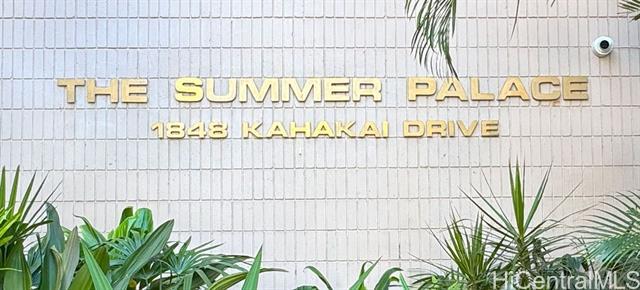 THE SUMMER PALACE
1848 KAHAKAI DRIVE
HiCentralMLS